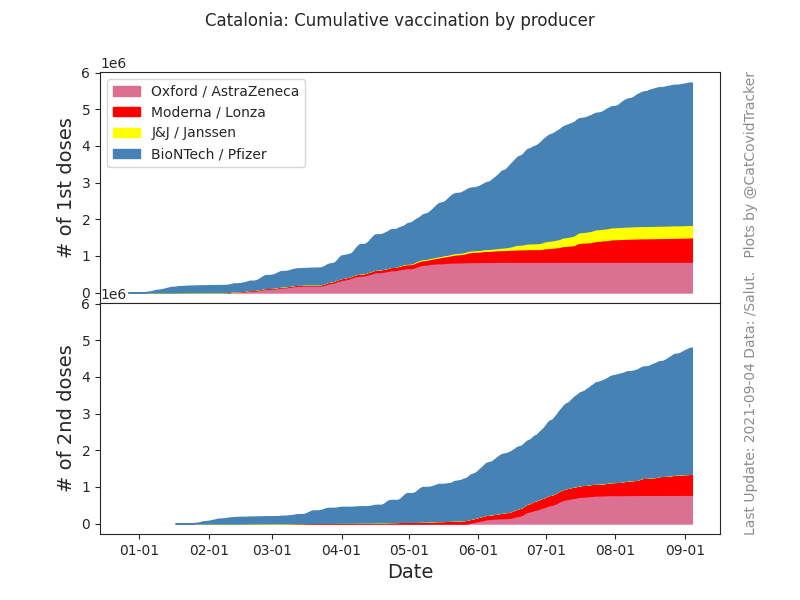 Catalonia: Cumulative vaccination by producer
1e6
6
5
4
3
2
1
0
# of 1st doses
Oxford / AstraZeneca
Moderna / Lonza
J&J / Janssen
BioNTech / Pfizer
1e6
6
5
4
3
2
1
0
# of 2nd doses
01-01 02-01 03-01 04-01 05-01 06-01 07-01 08-01 09-01
Date
Last Update: 2021-09-04 Data: /Salut. Plots by @CatCovidTracker